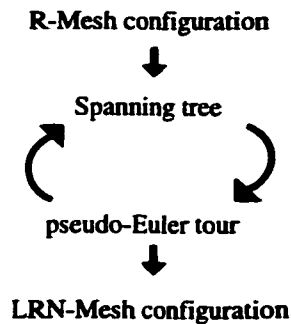 R-Mesh configuration
Spanning tree
pseudo-Euler tour
LRN-Mesh configuration